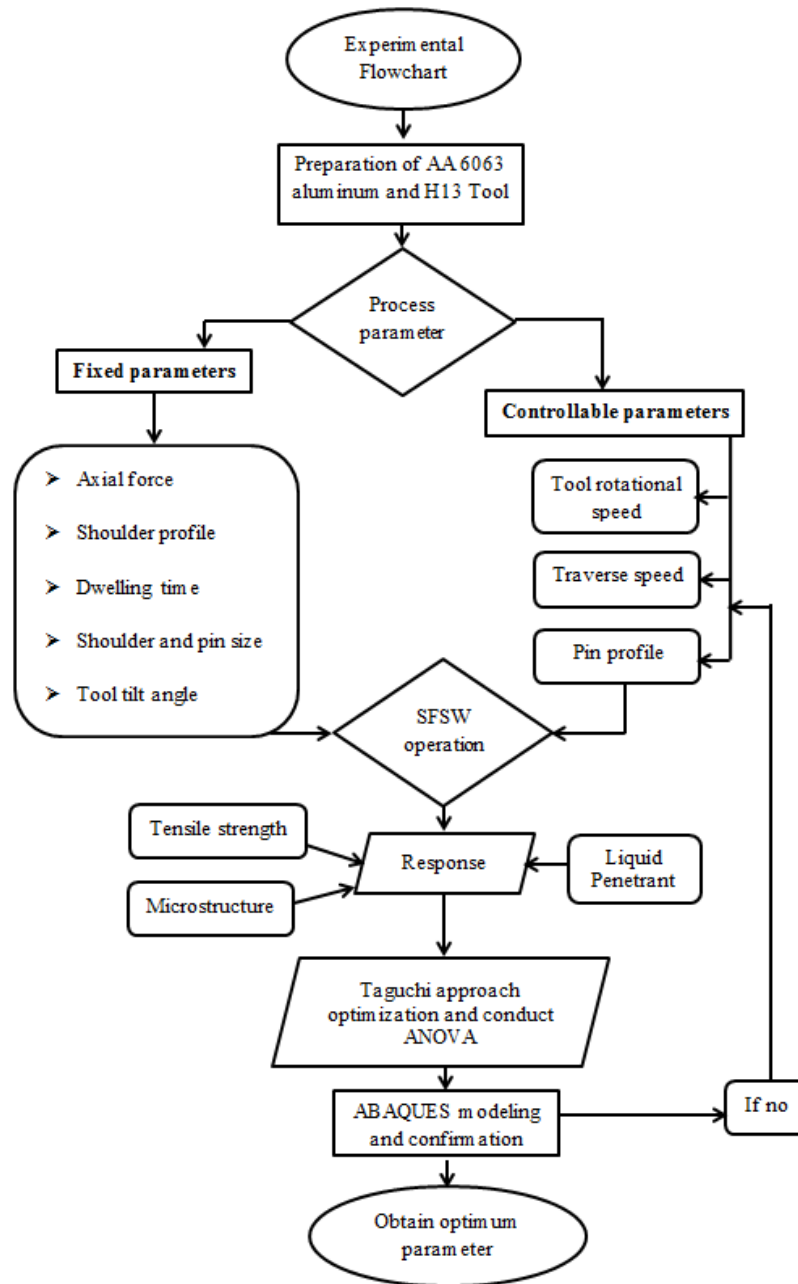 Experimental
Flowchart
Preparation of AA 6063
aluminum and H13 Tool
Process
parameter
Fixed parameters
Controllable parameters
Axial force
Shoulder profile
Dwelling time
Shoulder and pin size
Tool tilt angle
Tool rotational
speed
Traverse speed
Pin profile
SFSW
operation
Tensile strength
Microstructure
Response
Liquid
Penetrant
Taguchi approach
optimization and conduct
ANOVA
ABAQUES modeling
and confirmation
If no
Obtain optimum
parameter